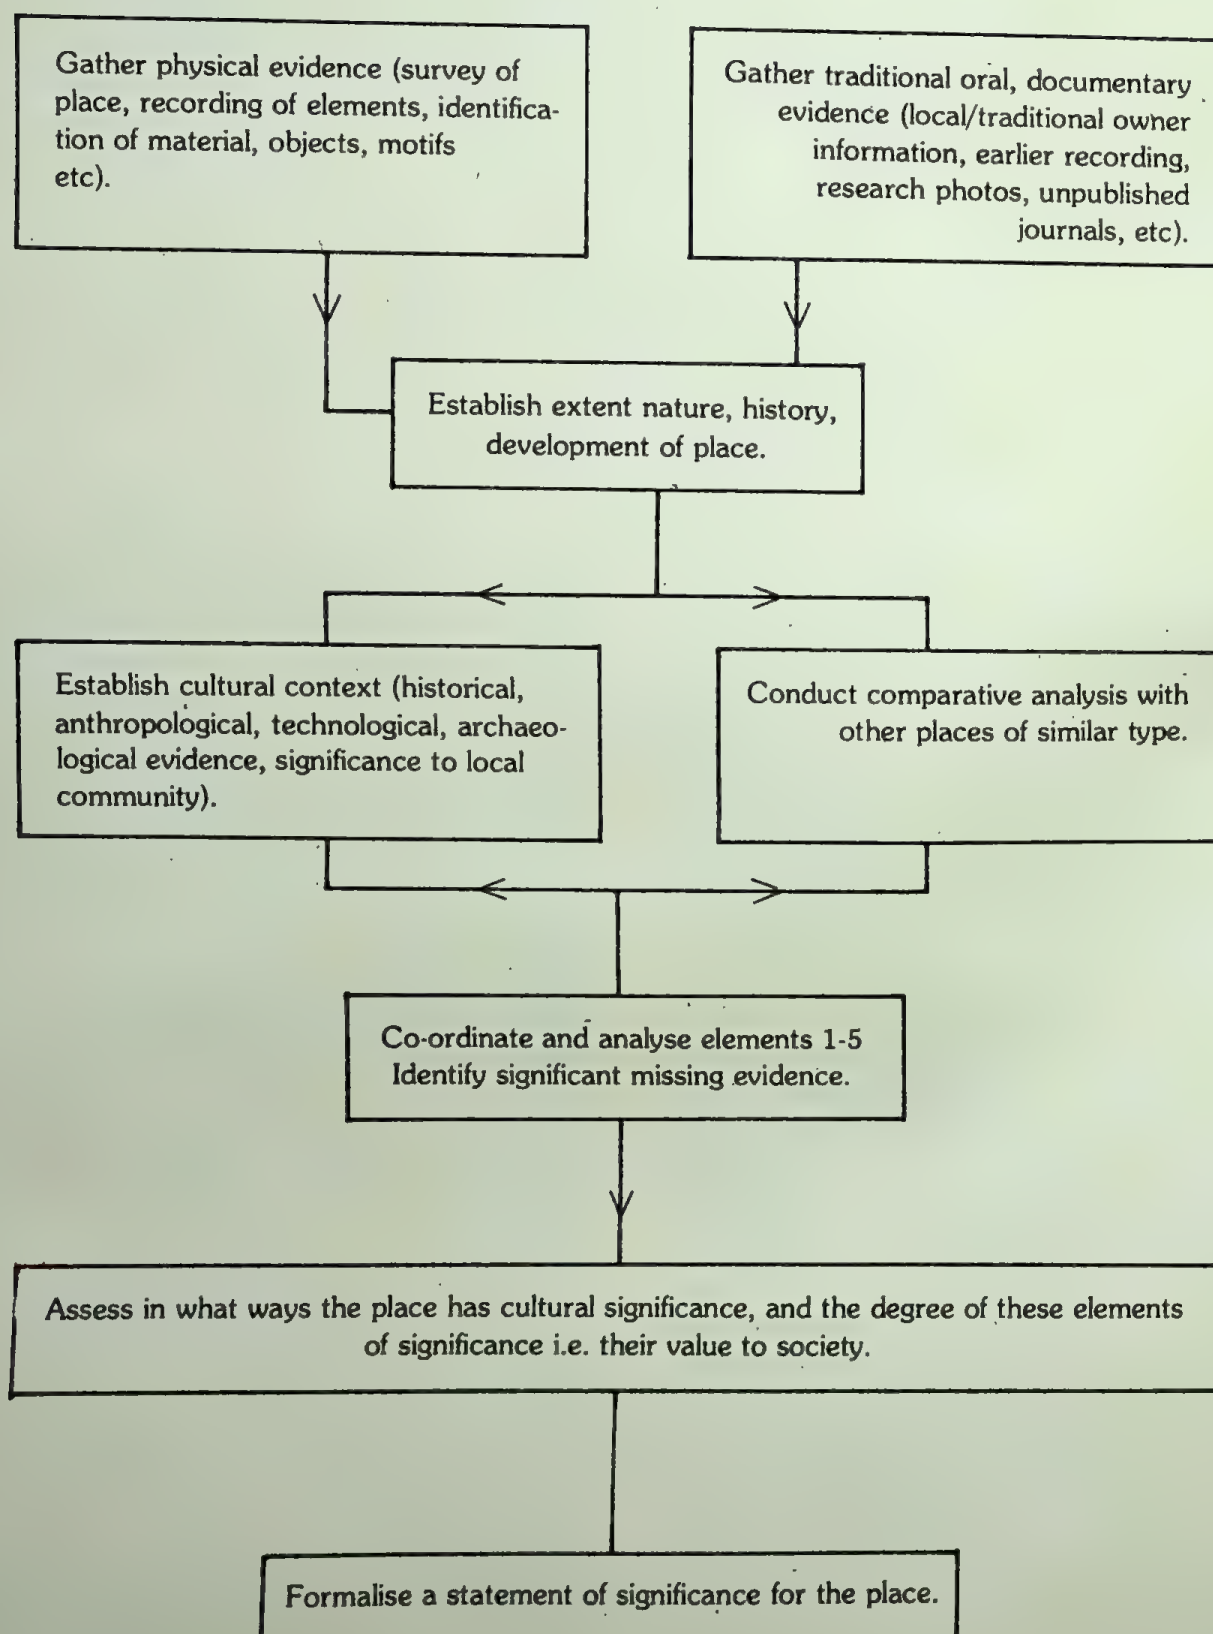 Gather physical evidence (survey of
place, recording of elements, identifica-
tion of material, objects, motifs
etc).
Gather traditional oral, documentary
evidence (local/traditional owner
information, earlier recording,
research photos, unpublished
journals, etc).
Establish extent nature, history,
development of place.
Establish cultural context (historical,
anthropological, technological, archaeo-
logical evidence, significance to local
community).
Conduct comparative analysis with
other places of similar type.
Co-ordinate and analyse elements 1-5
Identify significant missing evidence.
Assess in what ways the place has cultural significance, and the degree of these elements
of significance i.e. their value to society.
Formalise a statement of significance for the place.